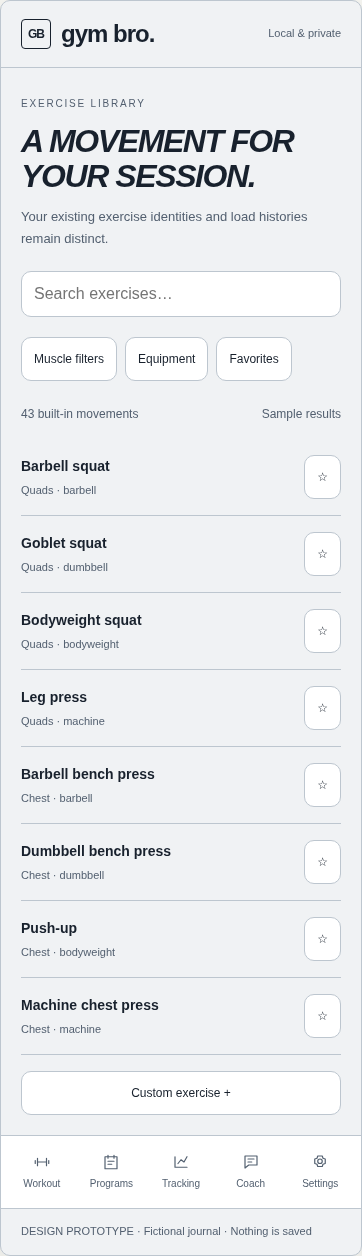 GB gym bro. Local & private
EXERCISE LIBRARY
A MOVEMENT FOR
YOUR SESSION.
Your existing exercise identities and load histories
remain distinct.
Search exercises…
Muscle filters Equipment Favorites
43 built-in movements Sample results
Barbell squat
Quads · barbell
☆
Goblet squat
Quads · dumbbell
☆
Bodyweight squat
Quads · bodyweight
☆
Leg press
Quads · machine
☆
Barbell bench press
Chest · barbell
☆
Dumbbell bench press
Chest · dumbbell
☆
Push-up
Chest · bodyweight
☆
Machine chest press
Chest · machine
☆
Custom exercise +
Workout Programs Tracking Coach Settings
DESIGN PROTOTYPE · Fictional journal · Nothing is saved